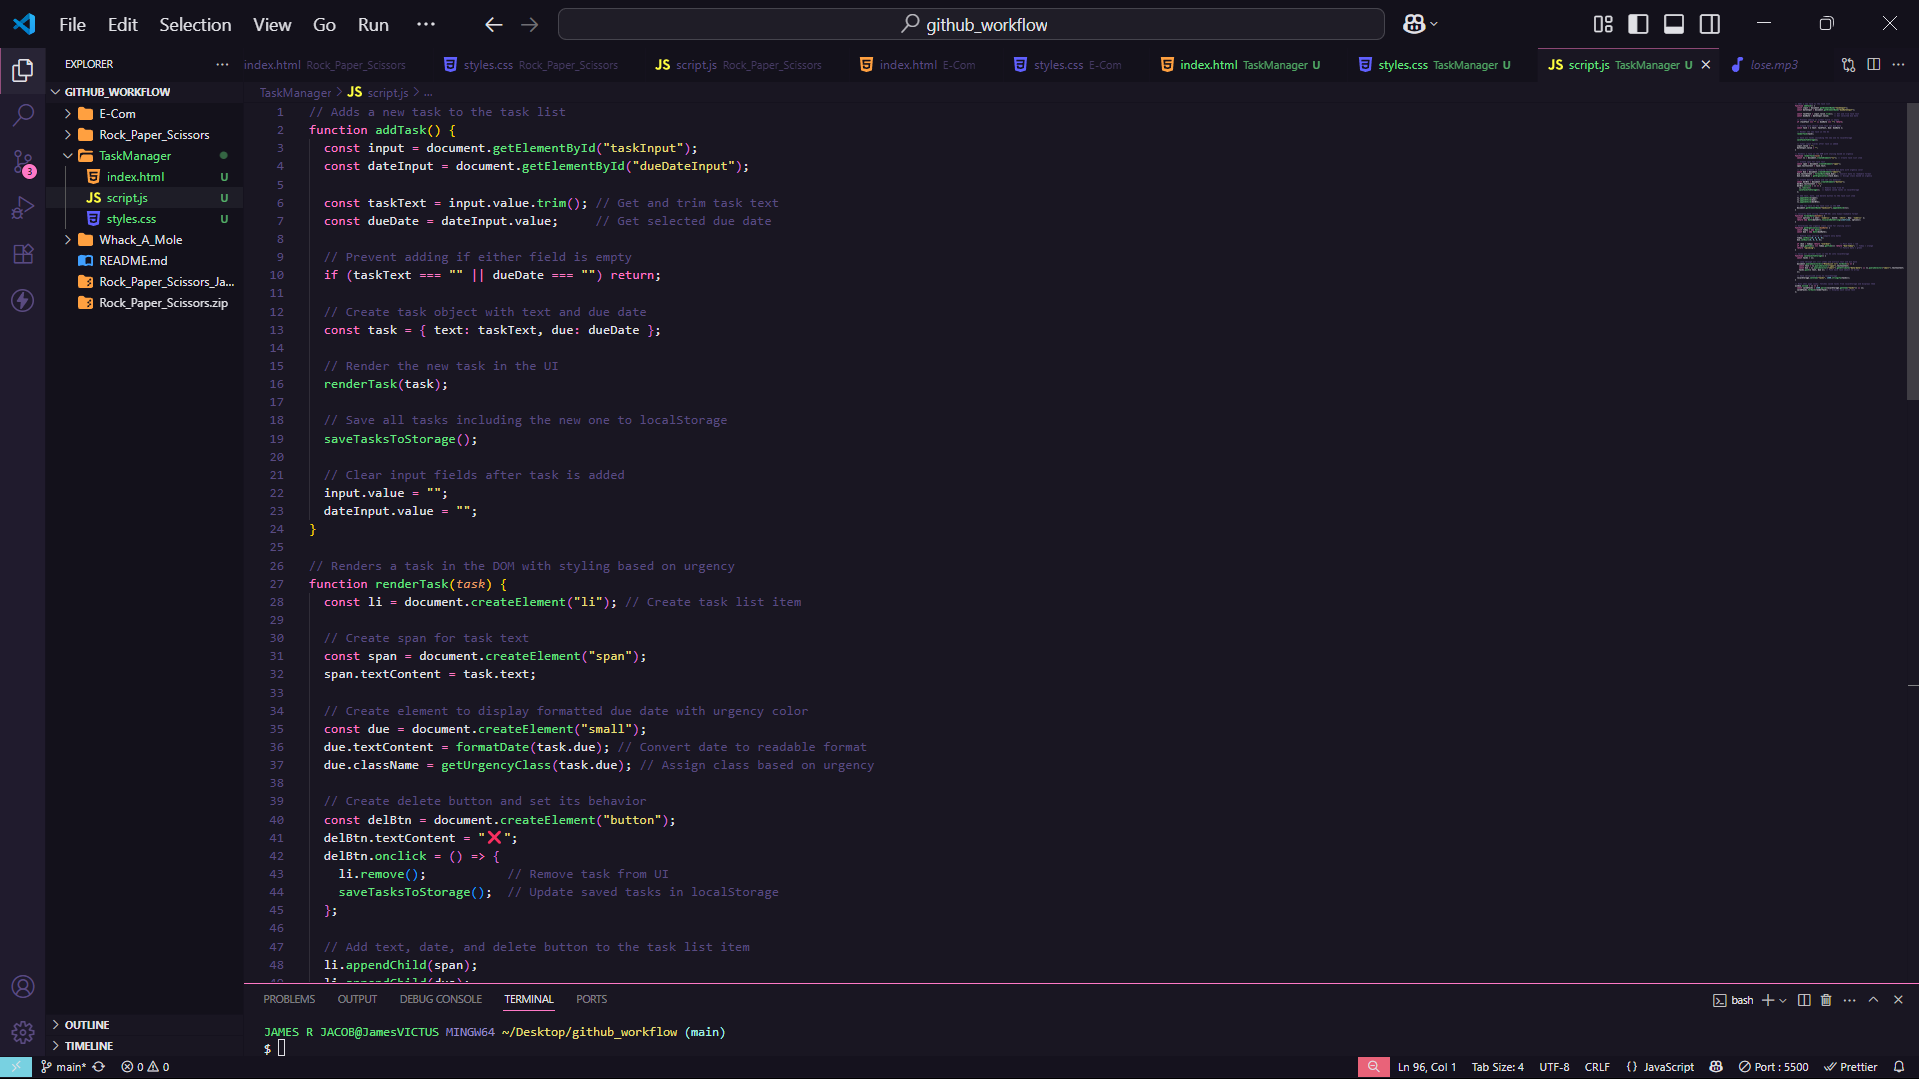 File Edit Selection View Go Run ··· github_workflow
EXPLORER ···
index.html Rock_Paper_Scissors styles.css Rock_Paper_Scissors JS script.js Rock_Paper_Scissors index.html E-Com styles.css E-Com index.html TaskManager U styles.css TaskManager U JS script.js TaskManager U lose.mp3
GITHUB_WORKFLOW
E-Com
Rock_Paper_Scissors
TaskManager
index.html U
JS script.js U
styles.css U
Whack_A_Mole
README.md
Rock_Paper_Scissors_Ja...
Rock_Paper_Scissors.zip
3
OUTLINE
TIMELINE
TaskManager > JS script.js > ...
1 // Adds a new task to the task list
2 function addTask() {
3 const input = document.getElementById("taskInput");
4 const dateInput = document.getElementById("dueDateInput");
5
6 const taskText = input.value.trim(); // Get and trim task text
7 const dueDate = dateInput.value; // Get selected due date
8
9 // Prevent adding if either field is empty
10 if (taskText === "" || dueDate === "") return;
11
12 // Create task object with text and due date
13 const task = { text: taskText, due: dueDate };
14
15 // Render the new task in the UI
16 renderTask(task);
17
18 // Save all tasks including the new one to localStorage
19 saveTasksToStorage();
20
21 // Clear input fields after task is added
22 input.value = "";
23 dateInput.value = "";
24 }
25
26 // Renders a task in the DOM with styling based on urgency
27 function renderTask(task) {
28 const li = document.createElement("li"); // Create task list item
29
30 // Create span for task text
31 const span = document.createElement("span");
32 span.textContent = task.text;
33
34 // Create element to display formatted due date with urgency color
35 const due = document.createElement("small");
36 due.textContent = formatDate(task.due); // Convert date to readable format
37 due.className = getUrgencyClass(task.due); // Assign class based on urgency
38
39 // Create delete button and set its behavior
40 const delBtn = document.createElement("button");
41 delBtn.textContent = "❌";
42 delBtn.onclick = () => {
43 li.remove(); // Remove task from UI
44 saveTasksToStorage(); // Update saved tasks in localStorage
45 };
46
47 // Add text, date, and delete button to the task list item
48 li.appendChild(span);
PROBLEMS OUTPUT DEBUG CONSOLE TERMINAL PORTS bash
JAMES R JACOB@JamesVICTUS MINGW64 ~/Desktop/github_workflow (main)
$
main* 0 0 Ln 96, Col 1 Tab Size: 4 UTF-8 CRLF {} JavaScript Port : 5500 Prettier